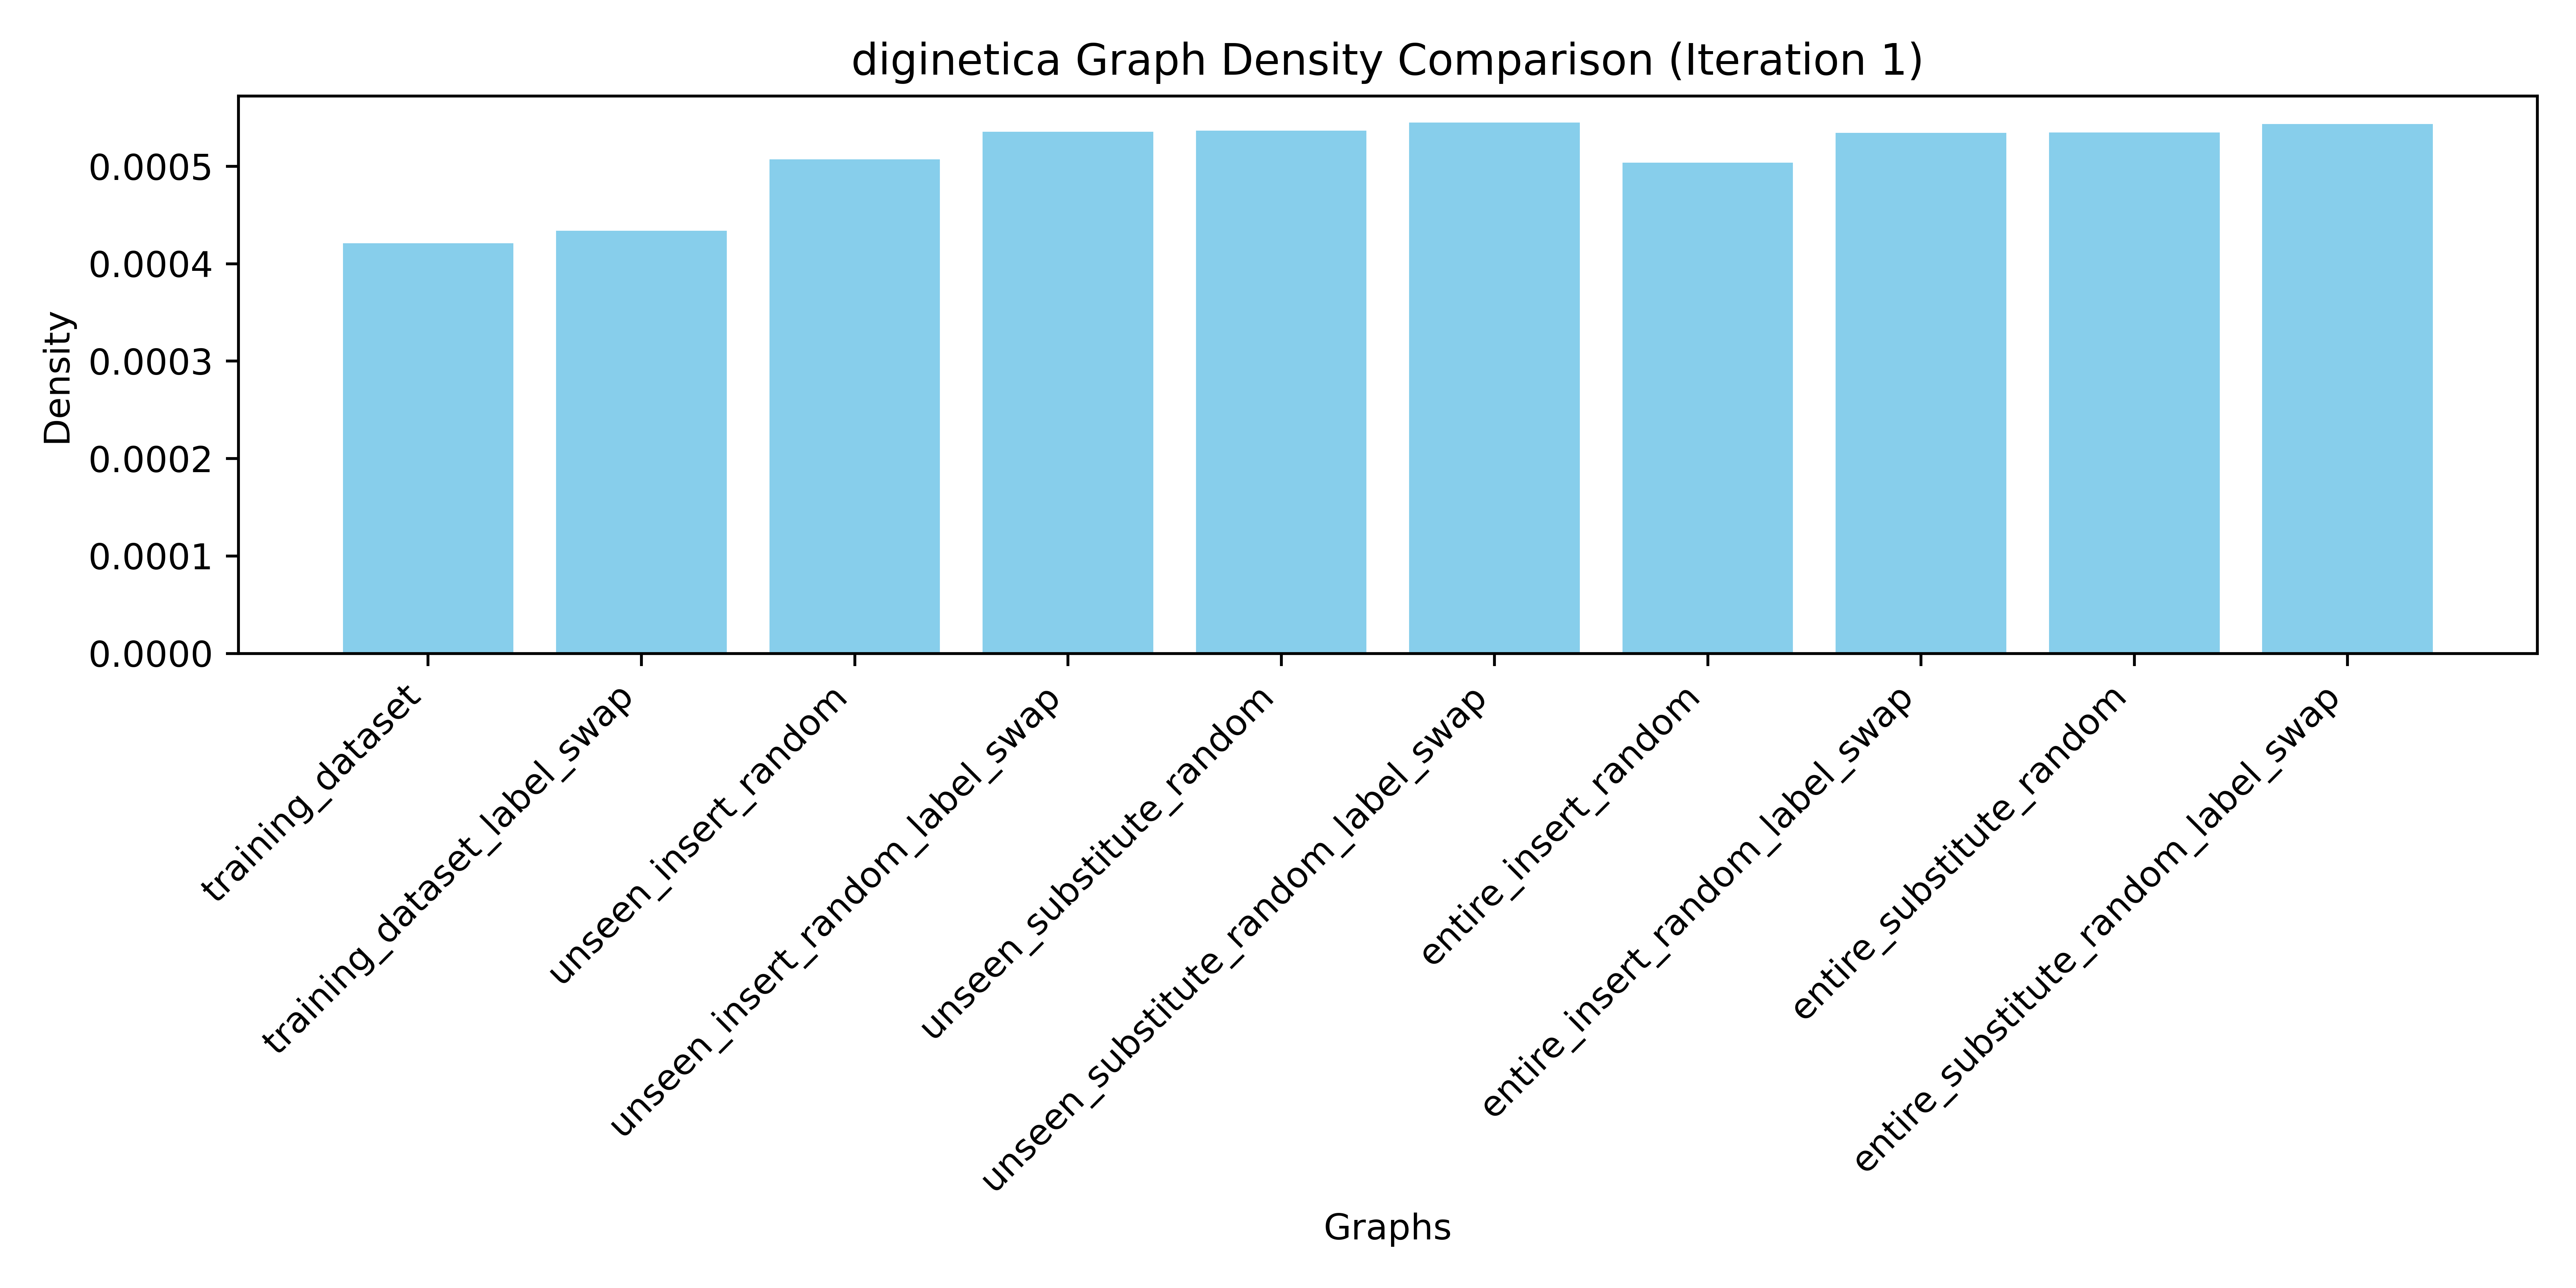 diginetica Graph Density Comparison (Iteration 1)
Density
0.0005
0.0004
0.0003
0.0002
0.0001
0.0000
training_dataset
training_dataset_label_swap
unseen_insert_random
unseen_insert_random_label_swap
unseen_substitute_random
unseen_substitute_random_label_swap
entire_insert_random
entire_insert_random_label_swap
entire_substitute_random
entire_substitute_random_label_swap
Graphs